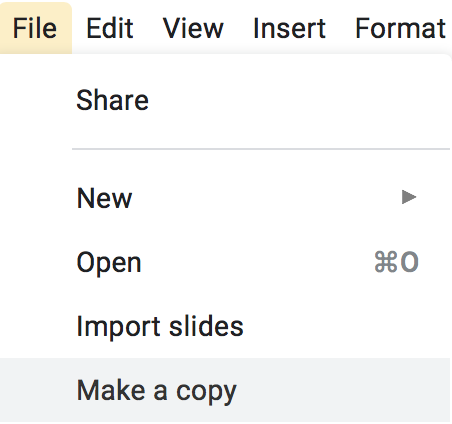 File Edit View Insert Format
Share
New ▶
Open ⌘O
Import slides
Make a copy